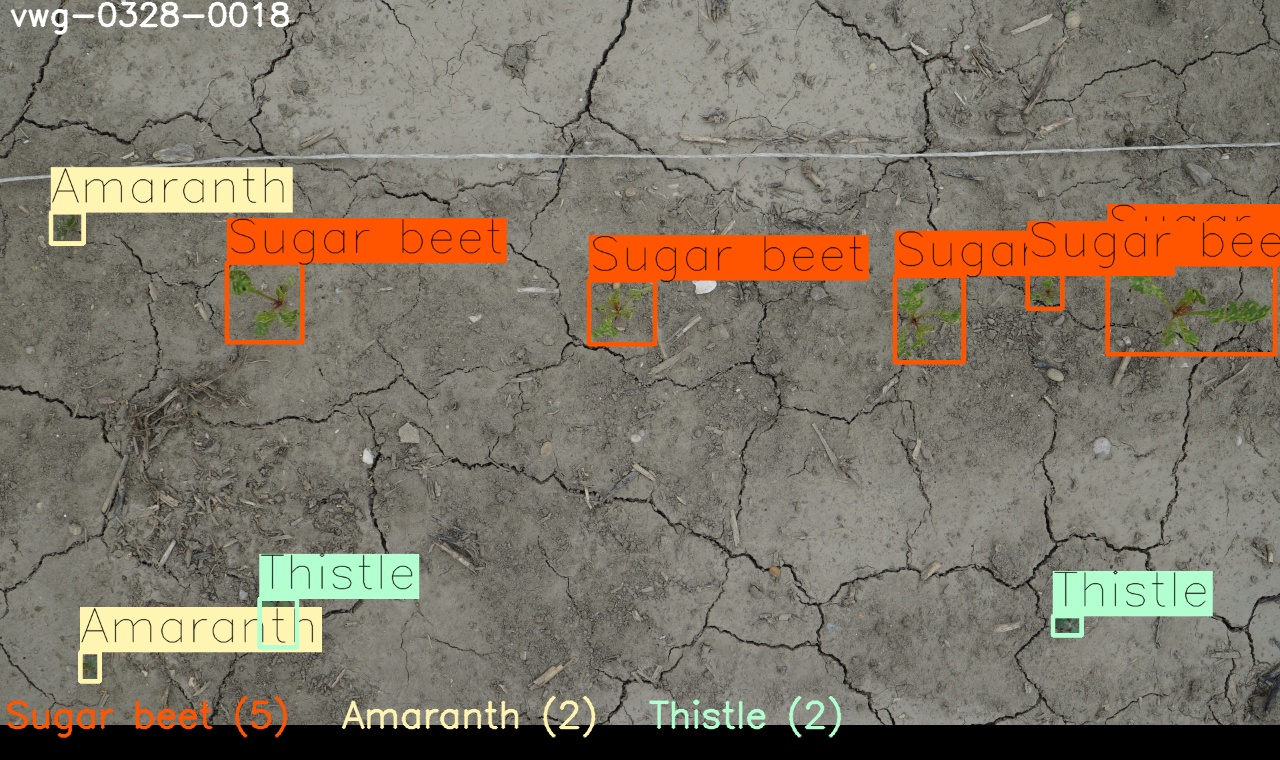 vwg-0328-0018
Amaranth
Sugar beet
Sugar beet
Sugar
Sugar
Sugar bee
Thistle
Thistle
Amaranth
Sugar beet (5) Amaranth (2) Thistle (2)